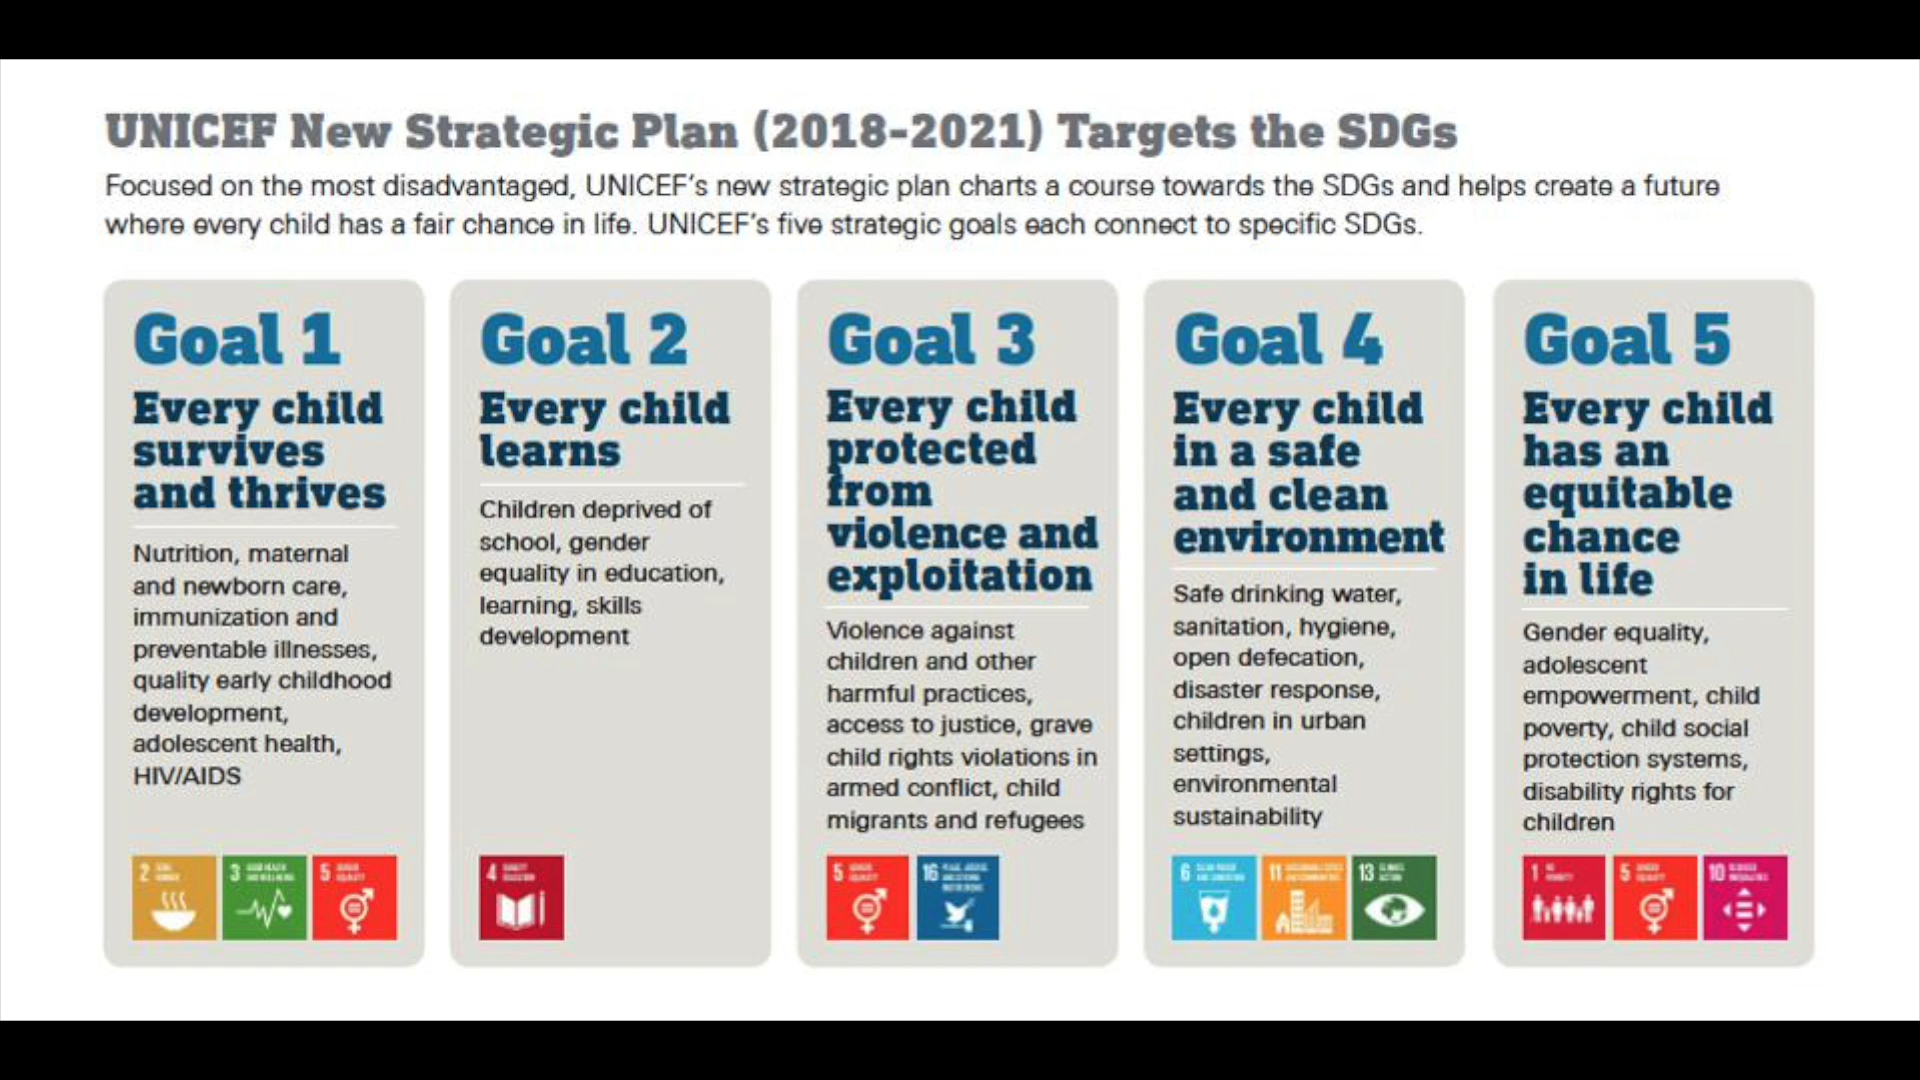 UNICEF New Strategic Plan (2018-2021) Targets the SDGs
Focused on the most disadvantaged, UNICEF's new strategic plan charts a course towards the SDGs and helps create a future
where every child has a fair chance in life. UNICEF's five strategic goals each connect to specific SDGs.
Goal 1
Every child
survives
and thrives
Nutrition, maternal
and newborn care,
immunization and
preventable illnesses,
quality early childhood
development,
adolescent health,
HIV/AIDS
2
3
5
Goal 2
Every child
learns
Children deprived of
school, gender
equality in education,
learning, skills
development
4
Goal 3
Every child
protected
from
violence and
exploitation
Violence against
children and other
harmful practices,
access to justice, grave
child rights violations in
armed conflict, child
migrants and refugees
5
16
Goal 4
Every child
in a safe
and clean
environment
Safe drinking water,
sanitation, hygiene,
open defecation,
disaster response,
children in urban
settings,
environmental
sustainability
6
11
13
Goal 5
Every child
has an
equitable
chance
in life
Gender equality,
adolescent
empowerment, child
poverty, child social
protection systems,
disability rights for
children
1
5
10